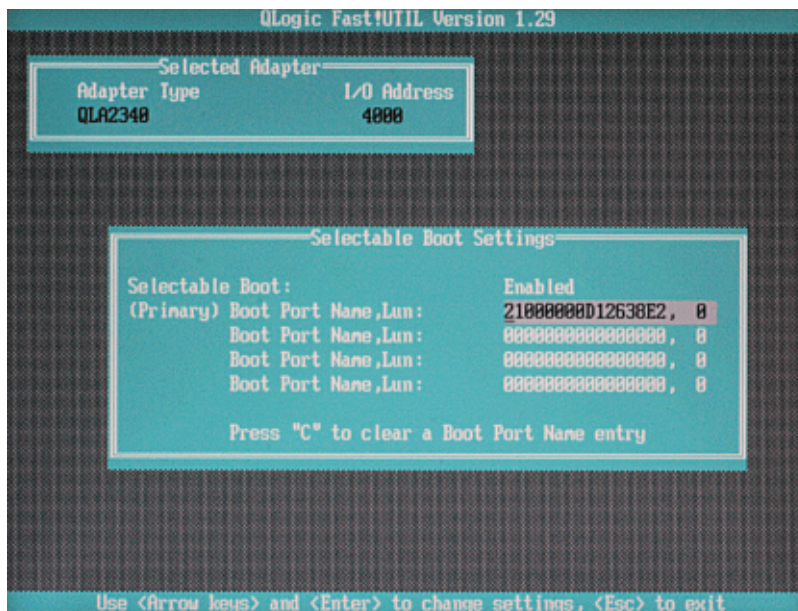 QLogic Fast!UTIL Version 1.29
Selected Adapter
Adapter Type I/O Address
QLA2340 4000
Selectable Boot Settings
Selectable Boot: Enabled
(Primary) Boot Port Name,Lun: 21000000D12638E2, 0
Boot Port Name,Lun: 0000000000000000, 0
Boot Port Name,Lun: 0000000000000000, 0
Boot Port Name,Lun: 0000000000000000, 0
Press "C" to clear a Boot Port Name entry
Use <Arrow keys> and <Enter> to change settings, <Esc> to exit